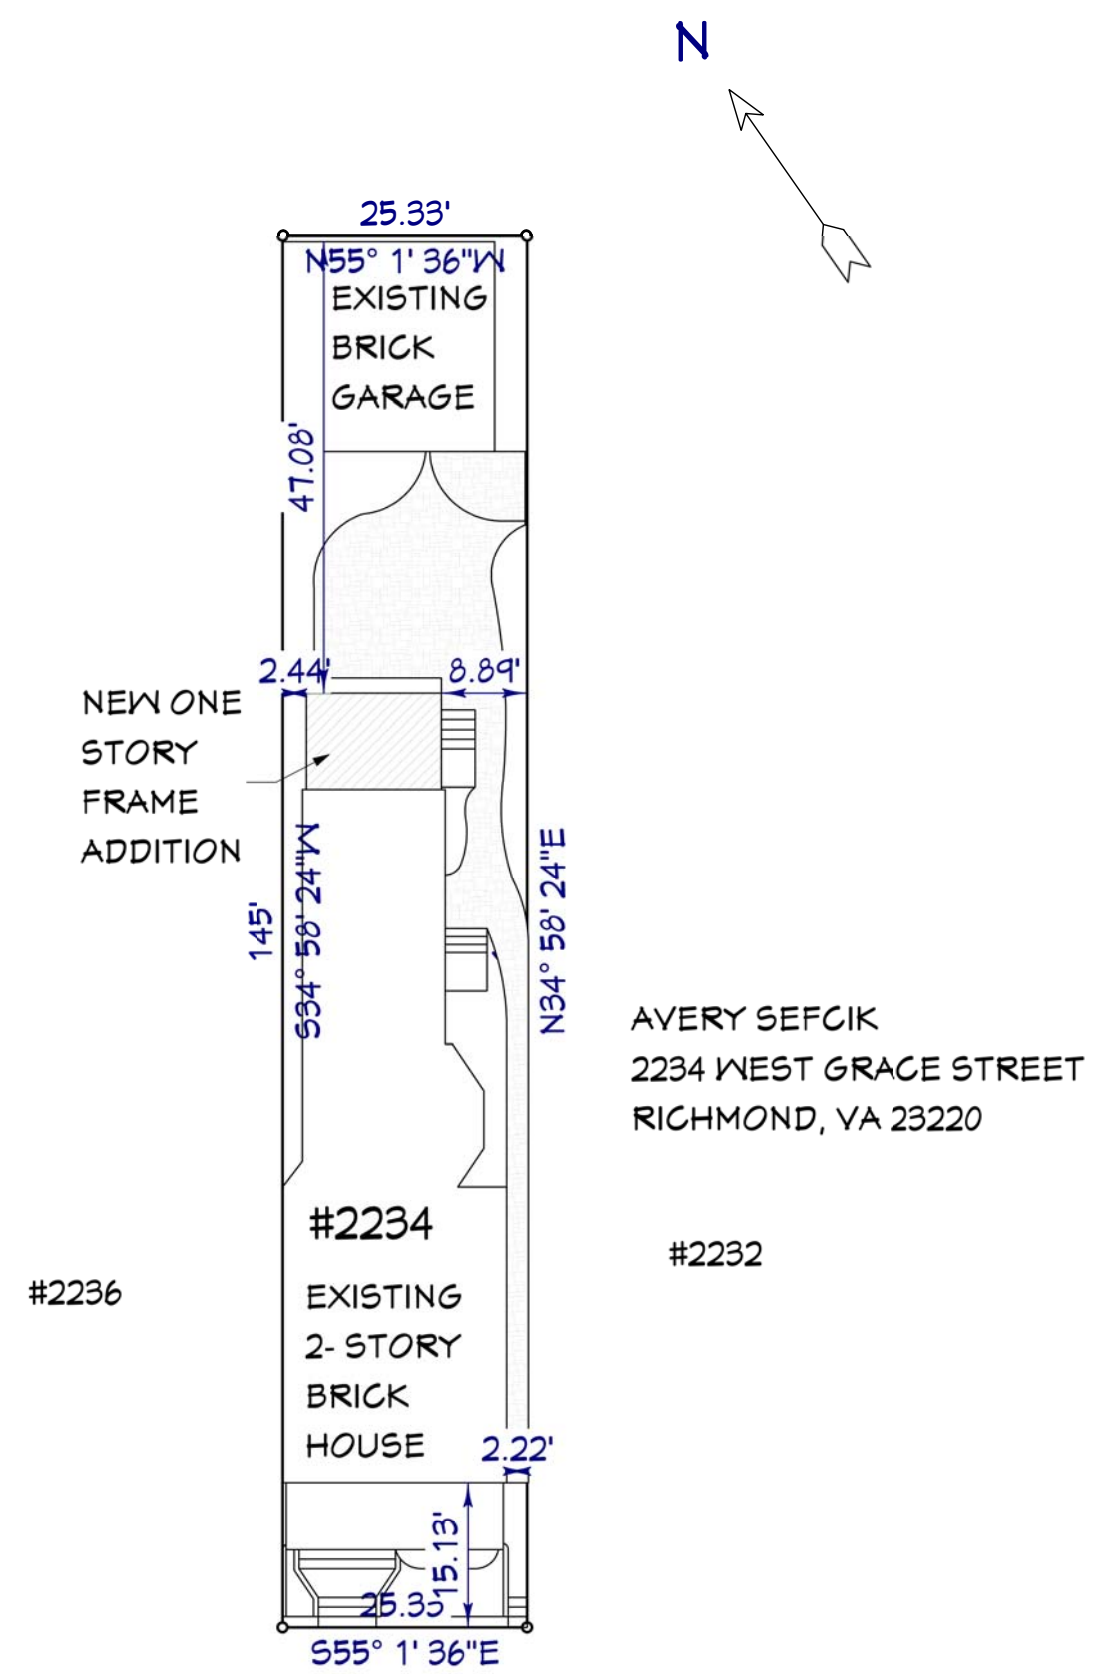 N
25.33'
N55° 1' 36"W
EXISTING
BRICK
GARAGE
47.08'
2.44'
8.89'
NEW ONE
STORY
FRAME
ADDITION
145'
S34° 58' 24"W
N34° 58' 24"E
AVERY SEFCIK
2234 WEST GRACE STREET
RICHMOND, VA 23220
#2234
#2232
#2236
EXISTING
2- STORY
BRICK
HOUSE
2.22'
15.13'
25.33'
S55° 1' 36"E